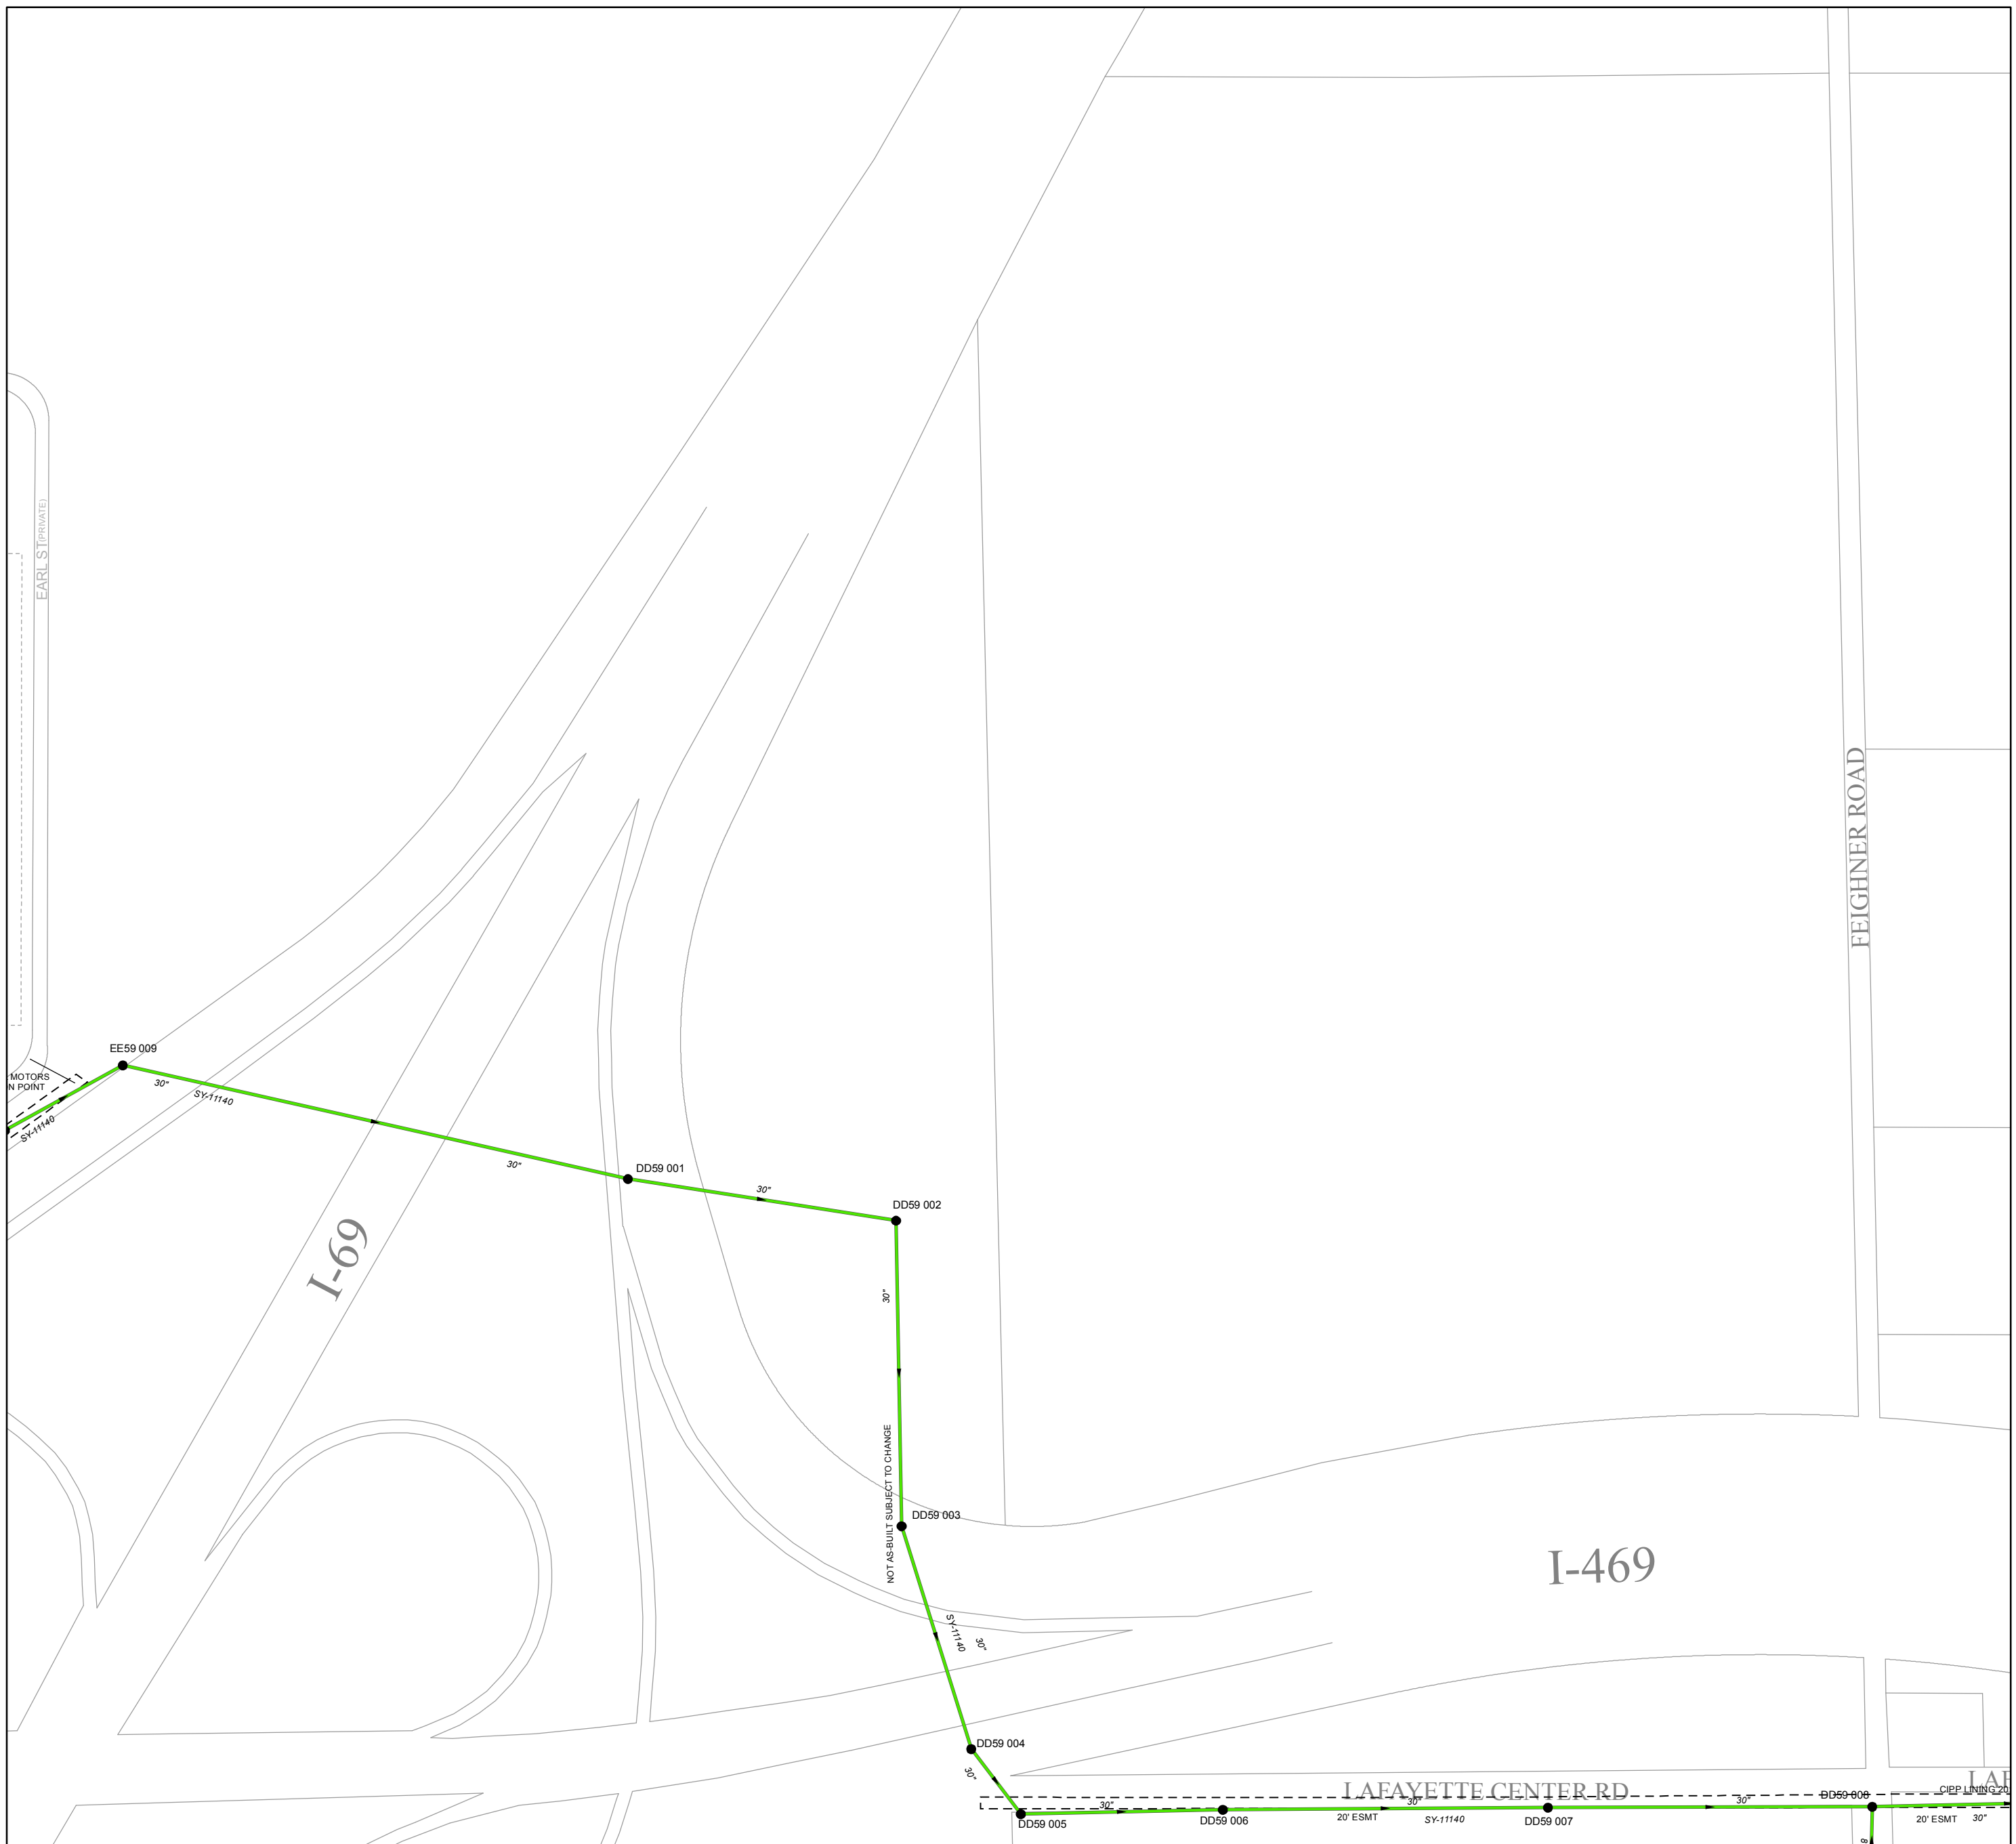 EARL ST(PRIVATE)
FEIGHNER ROAD
EE59 009
MOTORS
N POINT
30"
SY-11140
SY-11140
30"
DD59 001
30"
DD59 002
I-69
30"
NOT AS-BUILT SUBJECT TO CHANGE
DD59 003
I-469
SY-11140
30"
DD59 004
30"
LAFAYETTE CENTER RD
LAF
CIPP LINING 20
DD59 008
30"
30"
30"
DD59 005
DD59 006
20' ESMT
SY-11140
DD59 007
20' ESMT
30"
8